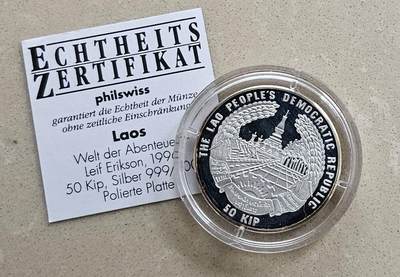 ECHTHEITS
ZERTIFIKAT
philswiss
garantiert die Echtheit der Münze
ohne zeitliche Einschränkung
Laos
Welt der Abenteue
Leif Erikson, 199
50 Kip, Silber 999/
Polierte Platte
THE LAO PEOPLE'S DEMOCRATIC REPUBLIC
50 KIP